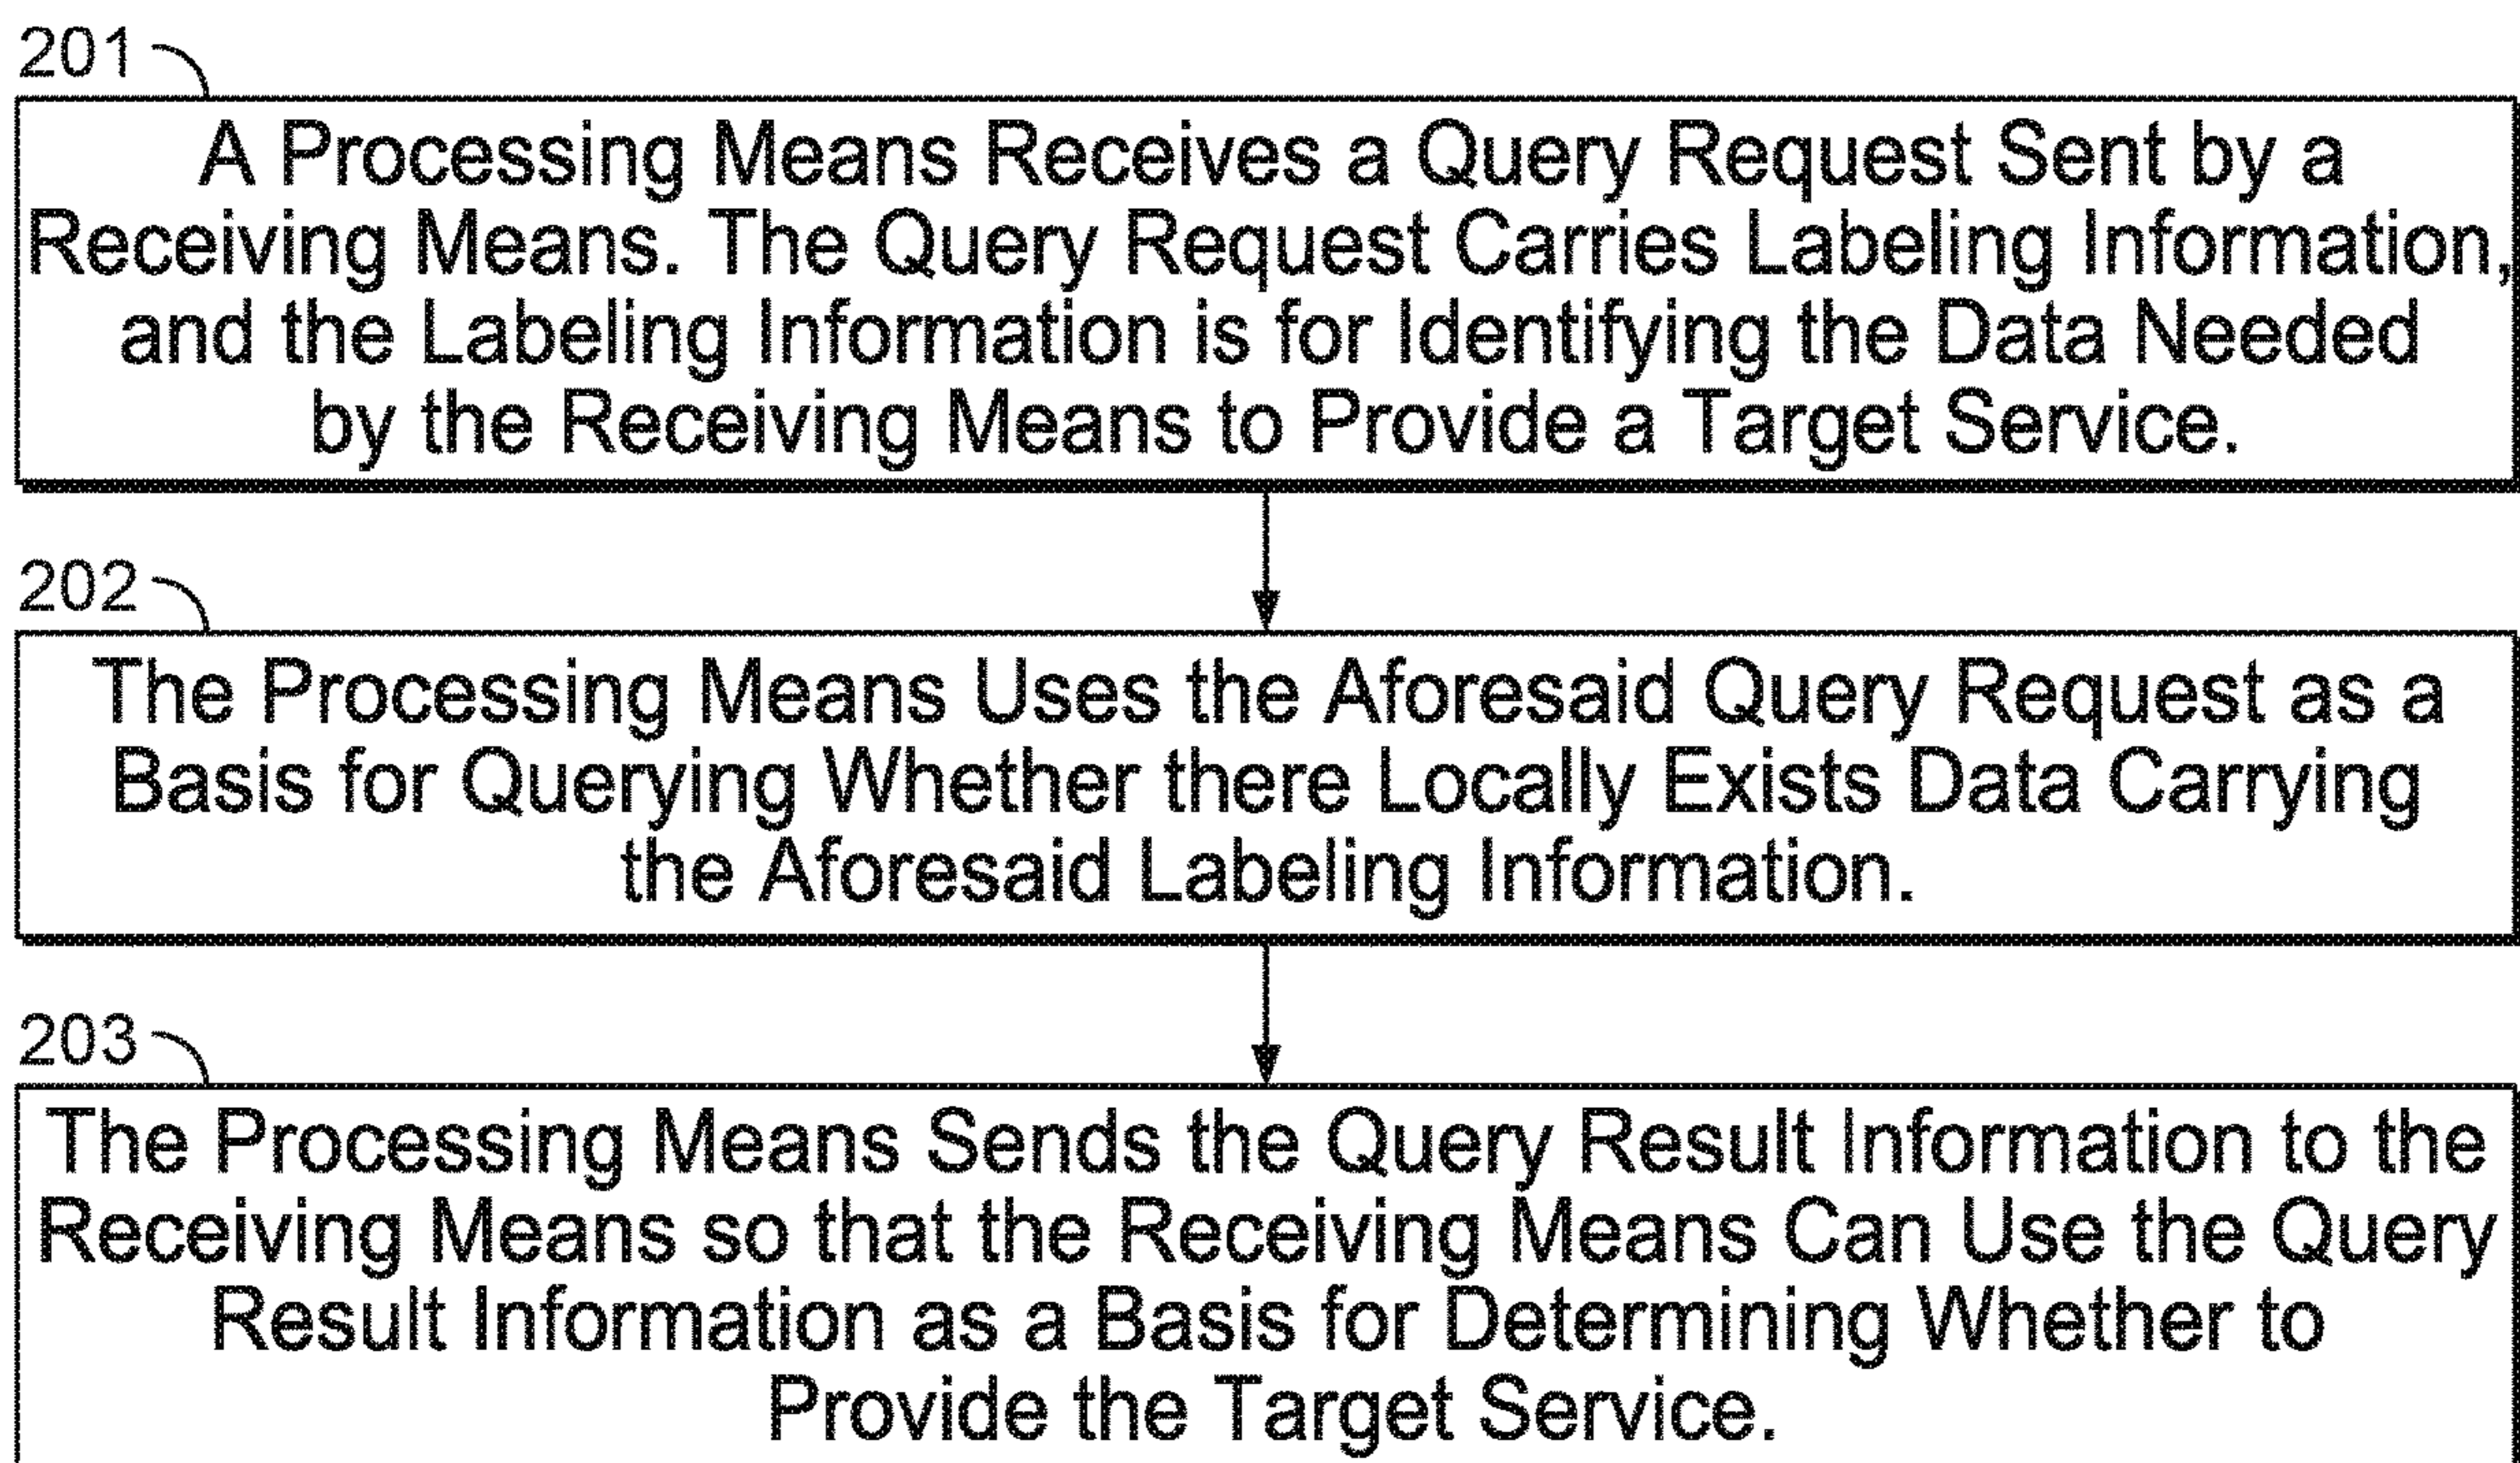 201
A Processing Means Receives a Query Request Sent by a
Receiving Means. The Query Request Carries Labeling Information,
and the Labeling Information is for Identifying the Data Needed
by the Receiving Means to Provide a Target Service.
202
The Processing Means Uses the Aforesaid Query Request as a
Basis for Querying Whether there Locally Exists Data Carrying
the Aforesaid Labeling Information.
203
The Processing Means Sends the Query Result Information to the
Receiving Means so that the Receiving Means Can Use the Query
Result Information as a Basis for Determining Whether to
Provide the Target Service.